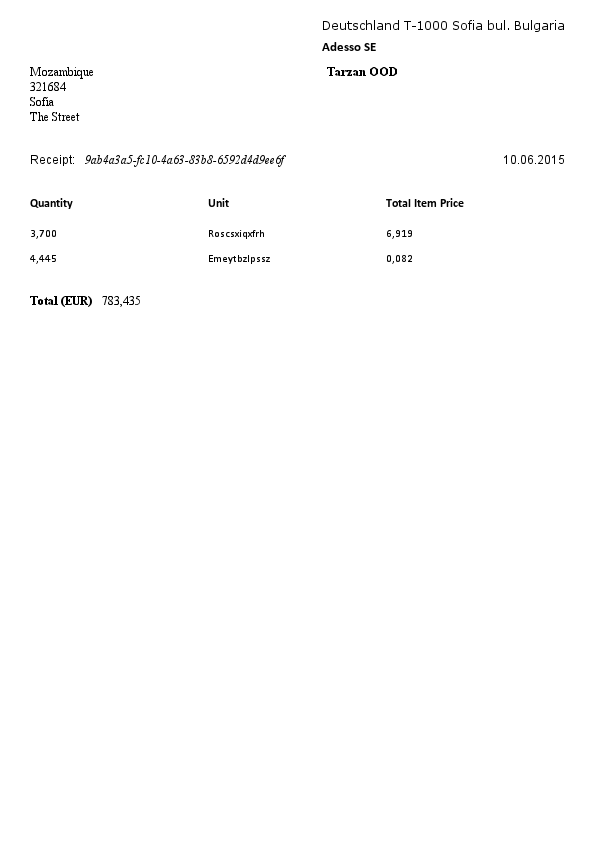 Deutschland T-1000 Sofia bul. Bulgaria
Adesso SE
Mozambique
Tarzan OOD
321684
Sofia
The Street
Receipt: 9ab4a3a5-fc10-4a63-83b8-6592d4d9ee6f 10.06.2015
Quantity Unit Total Item Price
3,700 Roscsxiqxfrh 6,919
4,445 Emeytbzlpssz 0,082
Total (EUR) 783,435